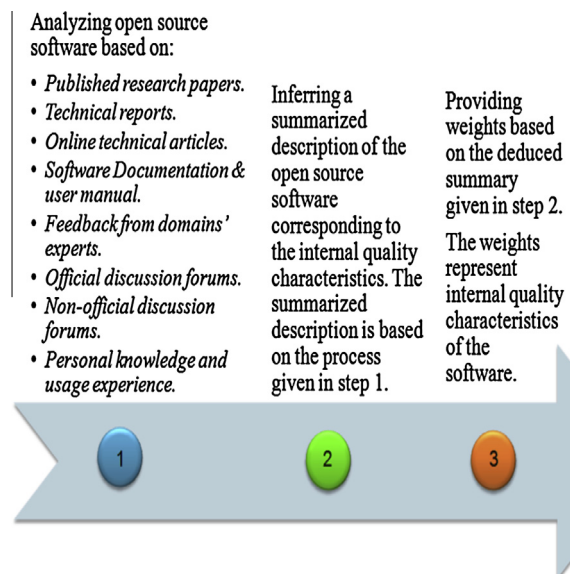 Analyzing open source
software based on:
• Published research papers.
• Technical reports.
• Online technical articles.
• Software Documentation &
user manual.
• Feedback from domains'
experts.
• Official discussion forums.
• Non-official discussion
forums.
• Personal knowledge and
usage experience.
Inferring a
summarized
description of the
open source
software
corresponding to
the internal quality
characteristics. The
summarized
description is based
on the process
given in step 1.
Providing
weights based
on the deduced
summary
given in step 2.
The weights
represent
internal quality
characteristics
of the
software.
1
2
3